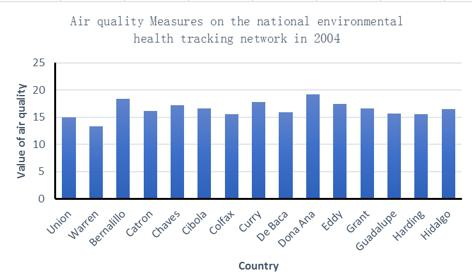 Air quality Measures on the national environmental
health tracking network in 2004
25
20
15
10
5
0
Value of air quality
Union
Warren
Bernalillo
Catron
Chaves
Cibola
Colfax
Curry
De Baca
Dona Ana
Eddy
Grant
Guadalupe
Harding
Hidalgo
Country